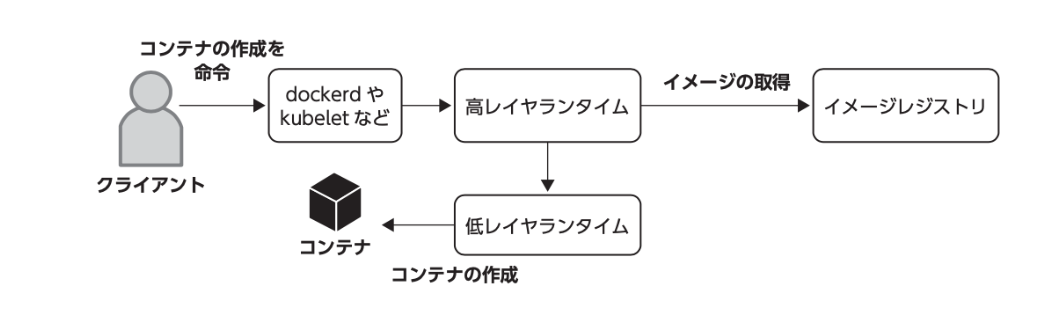 コンテナの作成を
命令
dockerd や
kubelet など
高レイヤランタイム
イメージの取得
イメージレジストリ
クライアント
低レイヤランタイム
コンテナ
コンテナの作成